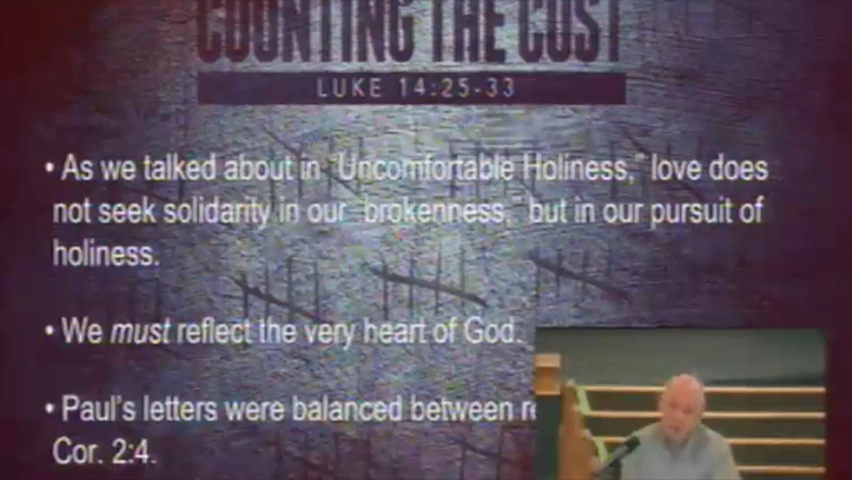 COUNTING THE COST
LUKE 14:25-33
• As we talked about in "Uncomfortable Holiness," love does
not seek solidarity in our "brokenness," but in our pursuit of
holiness.
• We must reflect the very heart of God.
• Paul's letters were balanced between
Cor. 2:4.